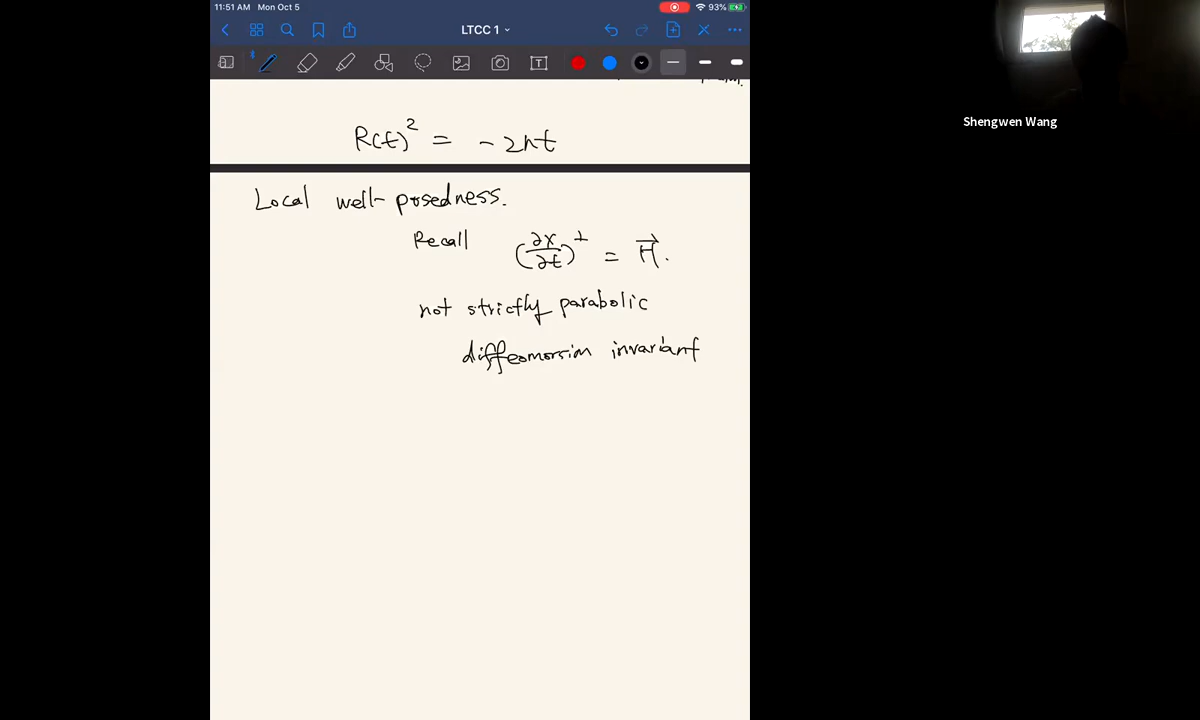 11:51 AM Mon Oct 5
93%
LTCC 1
T
R(t)² = -2nt
Local well-posedness.
Recall (∂X/∂t)^⊥ = H⃗.
not strictly parabolic
diffeomorsim invariant
Shengwen Wang